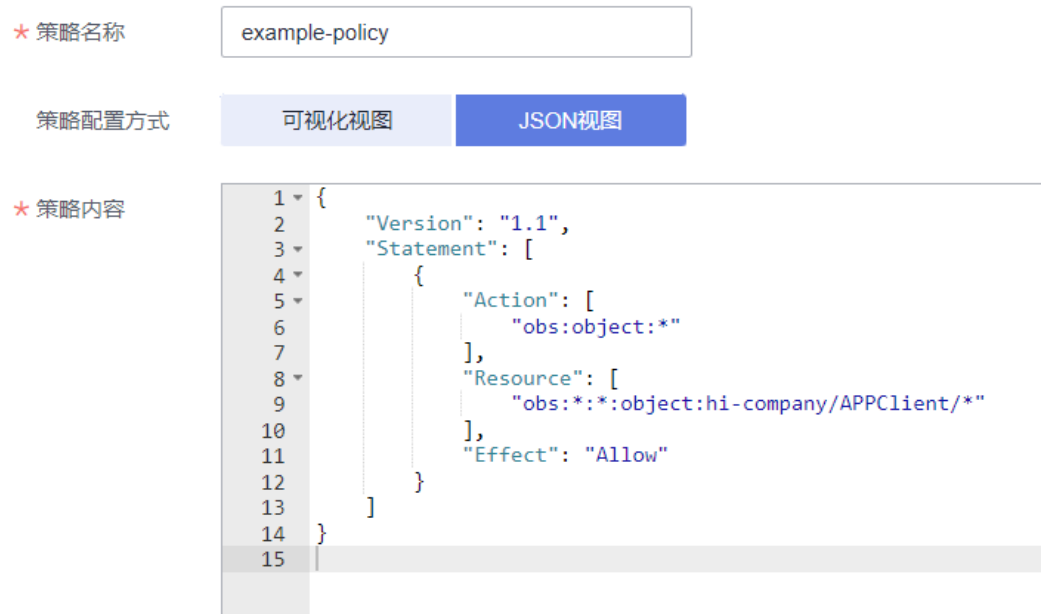 * 策略名称 example-policy
策略配置方式 可视化视图 JSON视图
* 策略内容
1 {
2     "Version": "1.1",
3     "Statement": [
4         {
5             "Action": [
6                 "obs:object:*"
7             ],
8             "Resource": [
9                 "obs:*:*:object:hi-company/APPClient/*"
10             ],
11             "Effect": "Allow"
12         }
13     ]
14 }
15